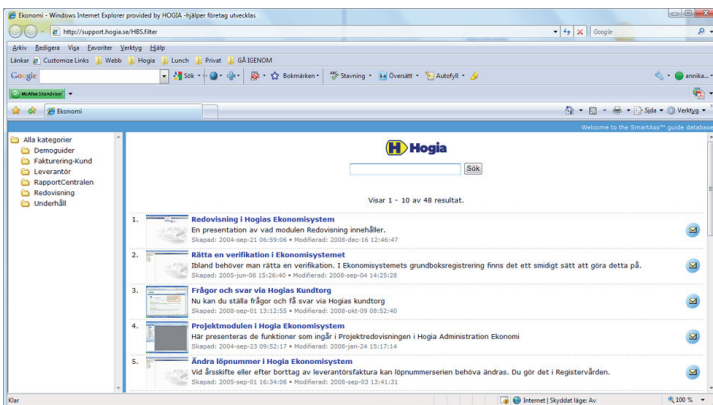 Ekonomi - Windows Internet Explorer provided by HOGIA -hjälper företag utvecklas
http://support.hogia.se/HBS.filter
Google
Arkiv Redigera Visa Favoriter Verktyg Hjälp
Länkar Customize Links Webb Hogia Lunch Privat GÅ IGENOM
Google Sök Bokmärken Stavning Översätt Autofyll annika...
McAfee SiteAdvisor
Ekonomi Sida Verktyg
Welcome to the SmartAss™ guide database
Alla kategorier
Demoguider
Fakturering-Kund
Leverantör
RapportCentralen
Redovisning
Underhåll
Hogia
Sök
Visar 1 - 10 av 48 resultat.
1. Redovisning i Hogias Ekonomisystem
En presentation av vad modulen Redovisning innehåller.
Skapad: 2004-sep-21 06:59:06 • Modifierad: 2008-dec-16 12:46:47
2. Rätta en verifikation i Ekonomisystemet
Ibland behöver man rätta en verifikation. I Ekonomisystemets grundboksregistrering finns det ett smidigt sätt att göra detta på.
Skapad: 2005-jun-08 15:26:40 • Modifierad: 2008-sep-04 14:25:28
3. Frågor och svar via Hogias Kundtorg
Nu kan du ställa frågor och få svar via Hogias kundtorg
Skapad: 2008-okt-01 13:12:55 • Modifierad: 2008-okt-09 08:52:40
4. Projektmodulen i Hogia Ekonomisystem
Här presenteras de funktioner som ingår i Projektredovisningen i Hogia Administration Ekonomi
Skapad: 2004-sep-23 09:52:17 • Modifierad: 2008-jan-24 15:17:14
5. Ändra löpnummer i Hogia Ekonomisystem
Vid årsskifte eller efter borttag av leverantörsfaktura kan löpnummerserien behöva ändras. Du gör det i Registervården.
Skapad: 2005-sep-01 16:34:06 • Modifierad: 2008-sep-03 13:41:31
Klar Internet | Skyddat läge: Av 100 %